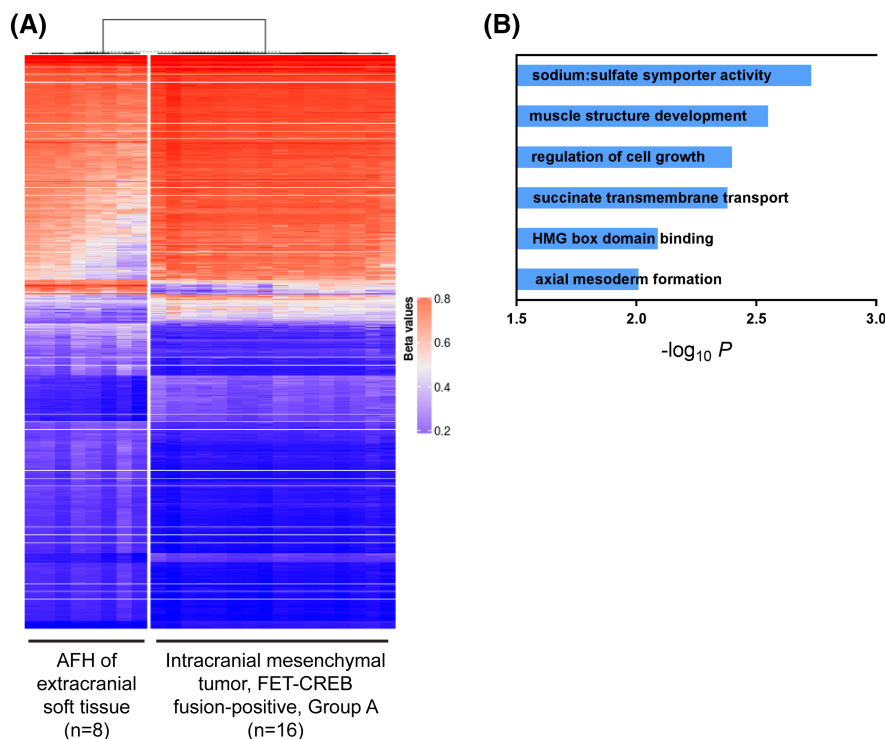 (A)
0.8
0.6
0.4
0.2
Beta values
AFH of
extracranial
soft tissue
(n=8)
Intracranial mesenchymal
tumor, FET-CREB
fusion-positive, Group A
(n=16)
(B)
sodium:sulfate symporter activity
muscle structure development
regulation of cell growth
succinate transmembrane transport
HMG box domain binding
axial mesoderm formation
1.5 2.0 2.5 3.0
-log10 P